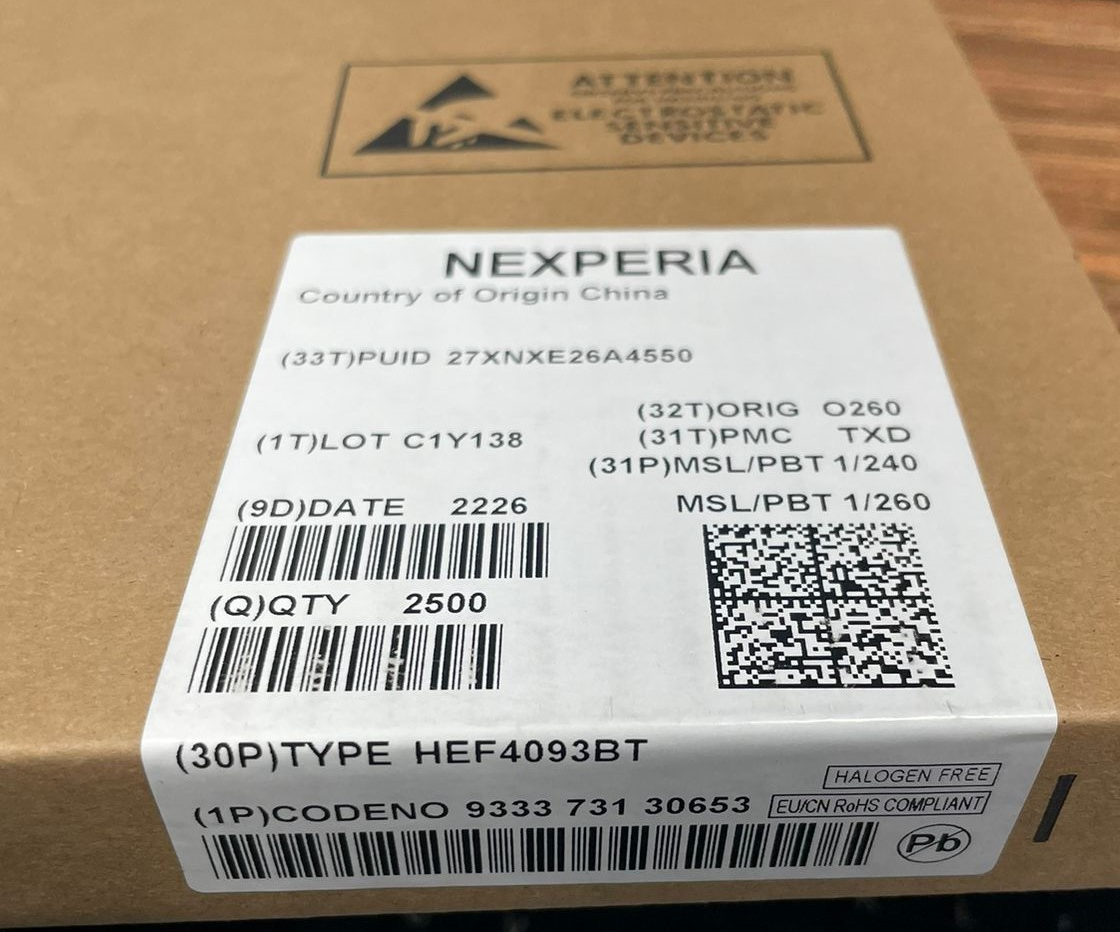 ATTENTION
ELECTROSTATIC
SENSITIVE
DEVICES
NEXPERIA
Country of Origin China
(33T)PUID 27XNXE26A4550
(32T)ORIG O260
(1T)LOT C1Y138
(31T)PMC TXD
(31P)MSL/PBT 1/240
(9D)DATE 2226
MSL/PBT 1/260
(Q)QTY 2500
(30P)TYPE HEF4093BT
HALOGEN FREE
(1P)CODENO 9333 731 30653
EU/CN RoHS COMPLIANT
Pb